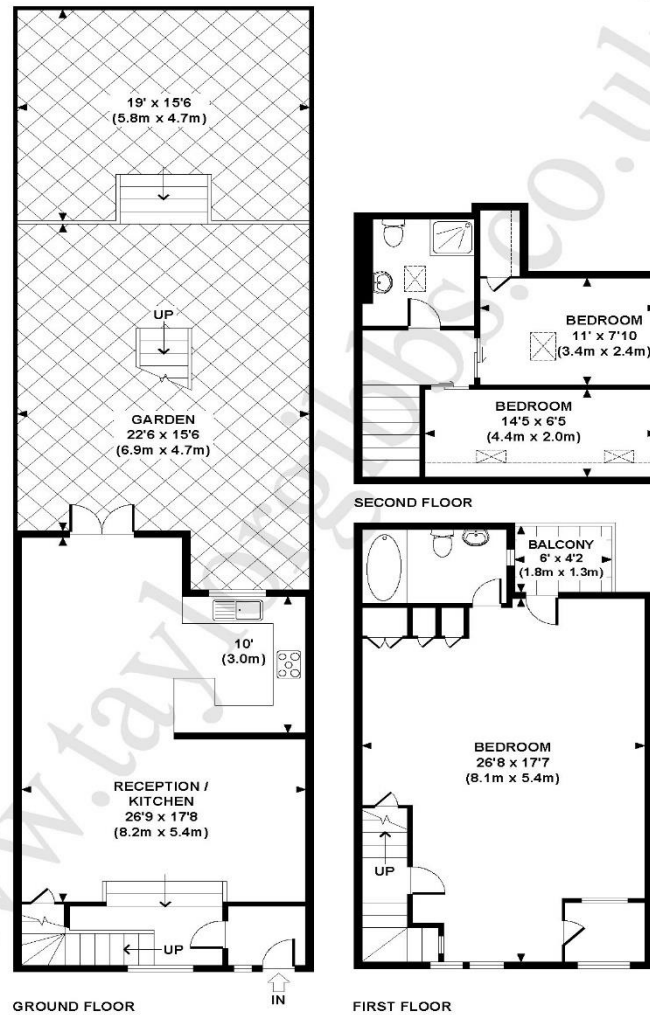 19' x 15'6
(5.8m x 4.7m)
UP
GARDEN
22'6 x 15'6
(6.9m x 4.7m)
10'
(3.0m)
RECEPTION /
KITCHEN
26'9 x 17'8
(8.2m x 5.4m)
UP
IN
GROUND FLOOR
BEDROOM
11' x 7'10
(3.4m x 2.4m)
BEDROOM
14'5 x 6'5
(4.4m x 2.0m)
SECOND FLOOR
BALCONY
6' x 4'2
(1.8m x 1.3m)
BEDROOM
26'8 x 17'7
(8.1m x 5.4m)
UP
FIRST FLOOR
www.taylorgibbs.co.uk